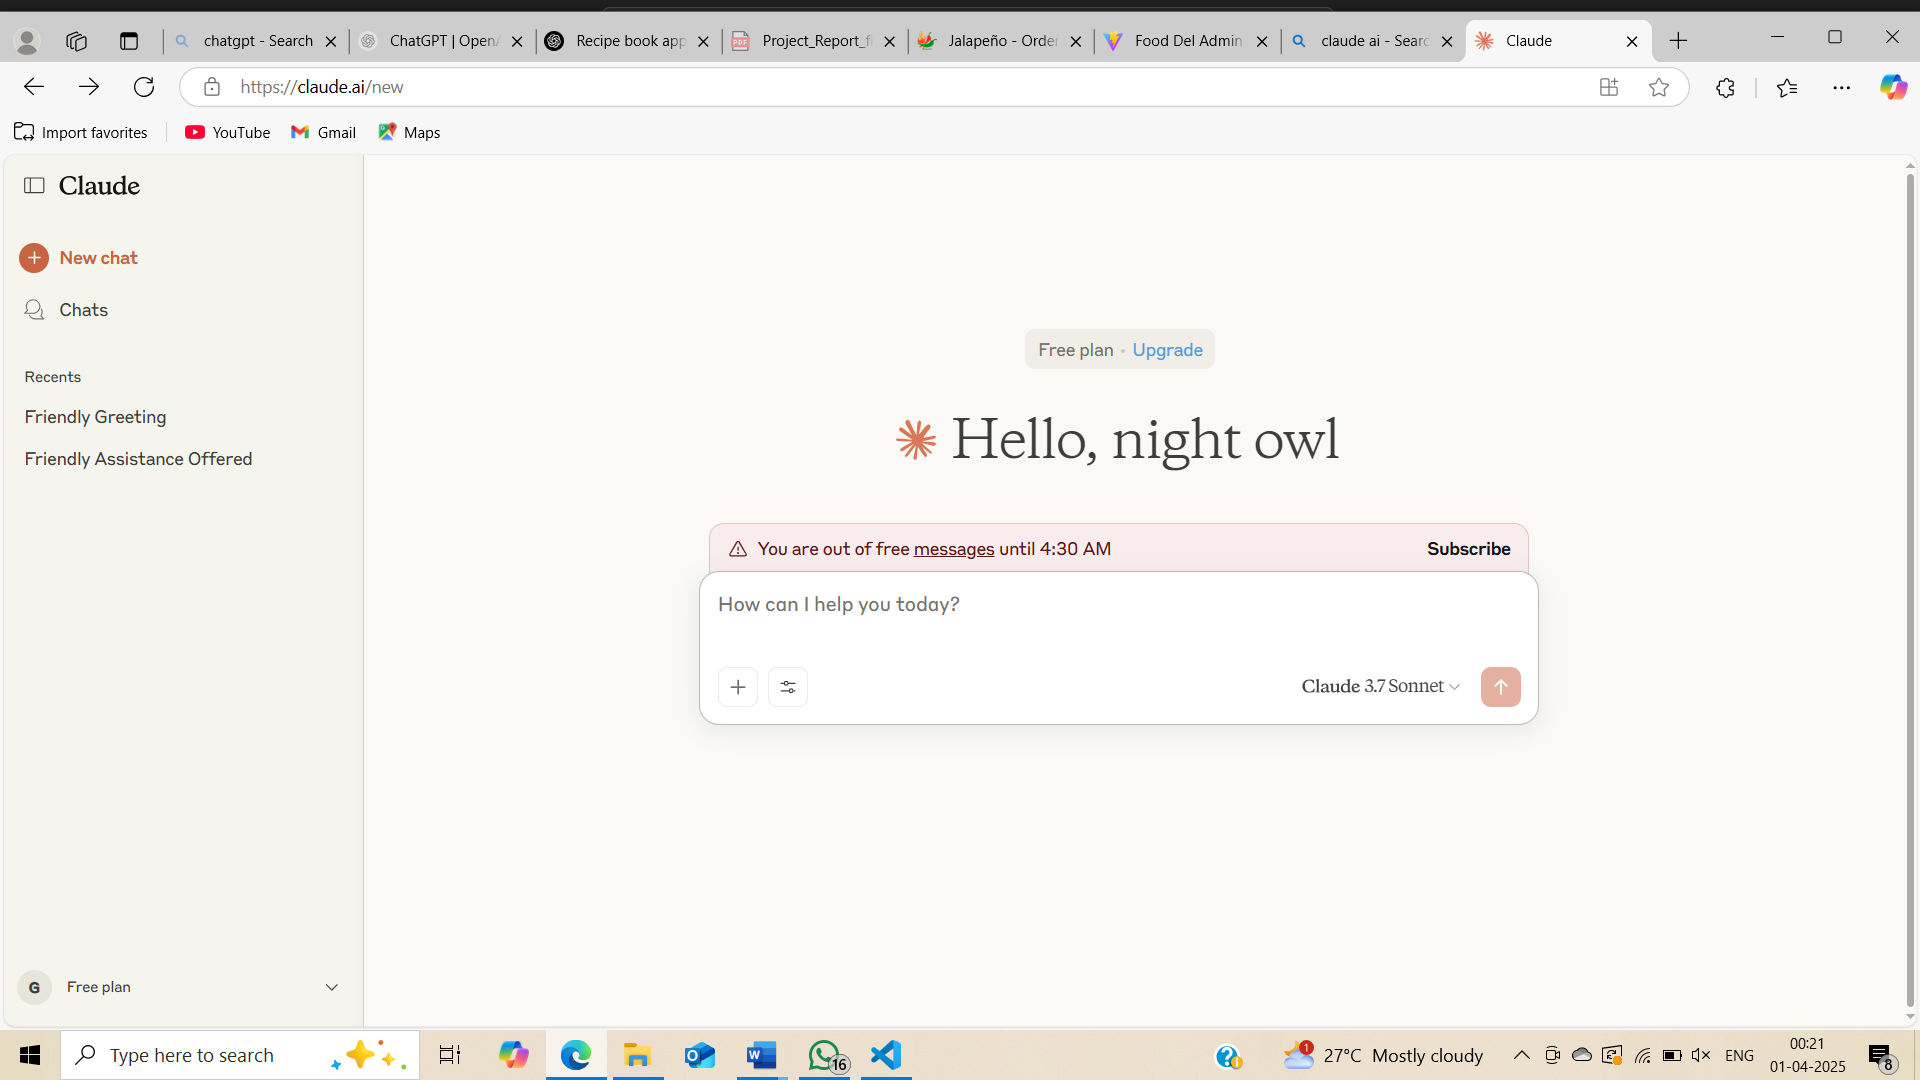 chatgpt - Search
ChatGPT | OpenA
Recipe book app
Project_Report_fi
Jalapeño - Order
Food Del Admin
claude ai - Searc
Claude
https://claude.ai/new
Import favorites
YouTube
Gmail
Maps
Claude
New chat
Chats
Recents
Friendly Greeting
Friendly Assistance Offered
Free plan • Upgrade
Hello, night owl
You are out of free messages until 4:30 AM
Subscribe
How can I help you today?
Claude 3.7 Sonnet
G
Free plan
Type here to search
16
1
27°C Mostly cloudy
ENG
00:21
01-04-2025
8